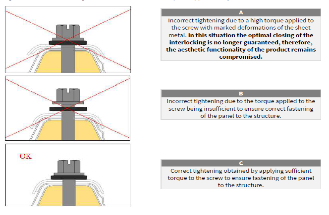 A
Incorrect tightening due to a high torque applied to
the screw with marked deformations of the sheet
metal. In this situation the optimal closing of the
interlocking is no longer guaranteed, therefore,
the aesthetic functionality of the product remains
compromised.
B
Incorrect tightening due to the torque applied to the
screw being insufficient to ensure correct fastening
of the panel to the structure.
OK
C
Correct tightening obtained by applying sufficient
torque to the screw to ensure fastening of the panel
to the structure.